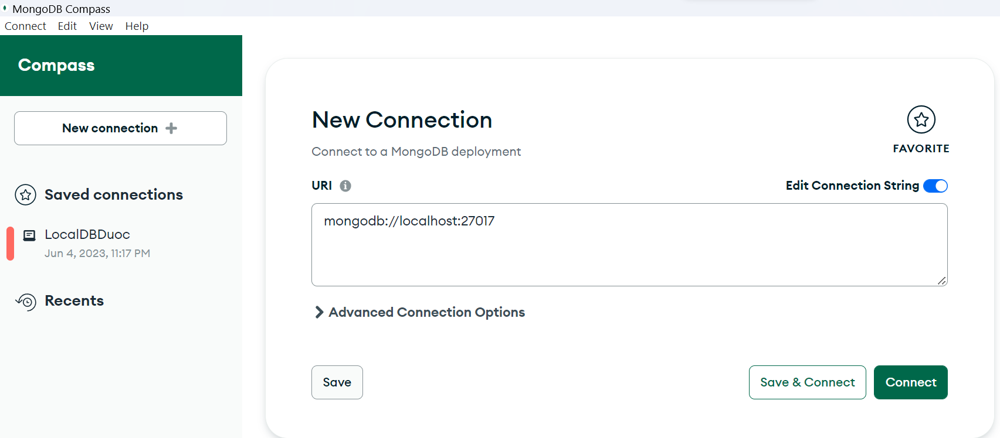 MongoDB Compass
Connect Edit View Help
Compass
New connection
Saved connections
LocalDBDuoc
Jun 4, 2023, 11:17 PM
Recents
New Connection
FAVORITE
Connect to a MongoDB deployment
URI
Edit Connection String
mongodb://localhost:27017
Advanced Connection Options
Save
Save & Connect
Connect